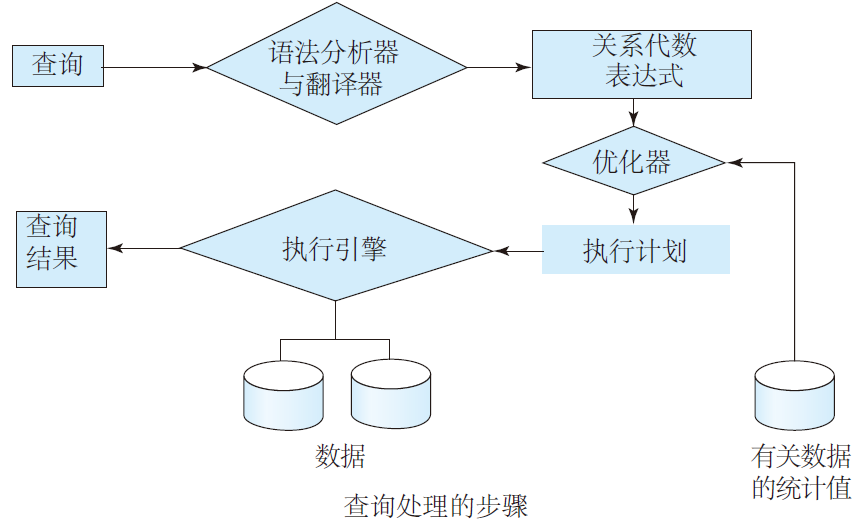 查询
语法分析器
与翻译器
关系代数
表达式
优化器
查询
结果
执行引擎
执行计划
数据
有关数据
的统计值
查询处理的步骤